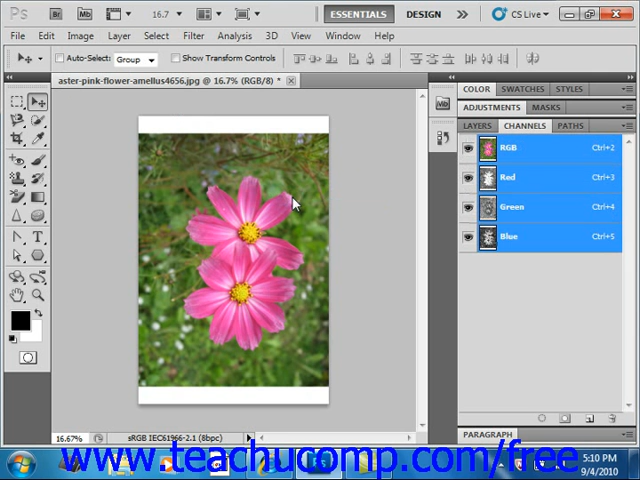 Ps Br Mb 16.7 ESSENTIALS DESIGN CS Live
File Edit Image Layer Select Filter Analysis 3D View Window Help
Auto-Select: Group Show Transform Controls
aster-pink-flower-amellus4656.jpg @ 16.7% (RGB/8) *
COLOR SWATCHES STYLES
Mb
ADJUSTMENTS MASKS
LAYERS CHANNELS PATHS
RGB Ctrl+2
Red Ctrl+3
Green Ctrl+4
Blue Ctrl+5
T
16.67% sRGB IEC61966-2.1 (8bpc)
PARAGRAPH
www.teachucomp.com/free
5:10 PM
9/4/2010